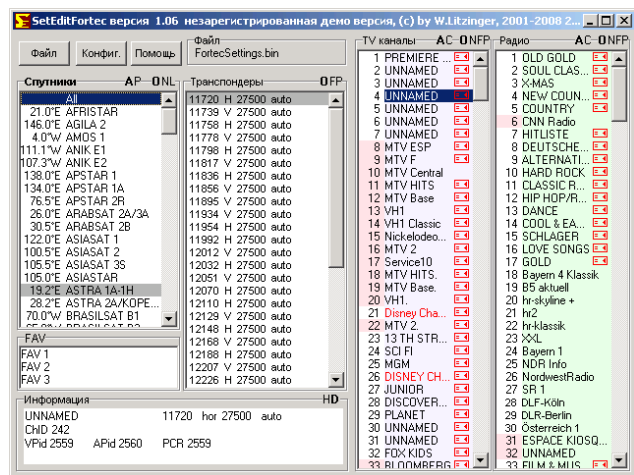 SetEditFortec версия 1.06 незарегистрированная демо версия, (c) by W.Litzinger, 2001-2008 2...
Файл Конфиг. Помощь
Файл
FortecSettings.bin
Спутники AP ONL
All
21.0°E AFRISTAR
146.0°E AGILA 2
4.0°W AMOS 1
111.1°W ANIK E1
107.3°W ANIK E2
138.0°E APSTAR 1
134.0°E APSTAR 1A
76.5°E APSTAR 2R
26.0°E ARABSAT 2A/3A
30.5°E ARABSAT 2B
122.0°E ASIASAT 1
100.5°E ASIASAT 2
105.5°E ASIASAT 3S
105.0°E ASIASTAR
19.2°E ASTRA 1A-1H
28.2°E ASTRA 2A/KOPE...
70.0°W BRASILSAT B1
FAV
FAV 1
FAV 2
FAV 3
Транспондеры OFP
11720 H 27500 auto
11739 V 27500 auto
11758 H 27500 auto
11778 V 27500 auto
11798 H 27500 auto
11817 V 27500 auto
11836 H 27500 auto
11856 V 27500 auto
11895 V 27500 auto
11934 V 27500 auto
11954 H 27500 auto
11992 H 27500 auto
12012 V 27500 auto
12032 H 27500 auto
12051 V 27500 auto
12070 H 27500 auto
12110 H 27500 auto
12129 V 27500 auto
12148 H 27500 auto
12168 V 27500 auto
12188 H 27500 auto
12207 V 27500 auto
12226 H 27500 auto
Информация HD
UNNAMED 11720 hor 27500 auto
ChID 242
VPid 2559 APid 2560 PCR 2559
TV каналы AC ONFP
1 PREMIERE ...
2 UNNAMED
3 UNNAMED
4 UNNAMED
5 UNNAMED
6 UNNAMED
7 UNNAMED
8 MTV ESP
9 MTV F
10 MTV Central
11 MTV HITS
12 MTV Base
13 VH1
14 VH1 Classic
15 Nickelodeo...
16 MTV 2
17 Service10
18 MTV HITS.
19 MTV Base.
20 VH1.
21 Disney Cha...
22 MTV 2.
23 13 TH STR...
24 SCI FI
25 MGM
26 DISNEY CH...
27 JUNIOR
28 DISCOVER...
29 PLANET
30 UNNAMED
31 UNNAMED
32 FOX KIDS
33 BLOOMBERG
Радио AC ONFP
1 OLD GOLD
2 SOUL CLAS...
3 X-MAS
4 NEW COUN...
5 COUNTRY
6 CNN Radio
7 HITLISTE
8 DEUTSCHE...
9 ALTERNATI...
10 HARD ROCK
11 CLASSIC R...
12 HIP HOP/R...
13 DANCE
14 COOL & EA...
15 SCHLAGER
16 LOVE SONGS
17 GOLD
18 Bayern 4 Klassik
19 B5 aktuell
20 hr-skyline +
21 hr2
22 hr-klassik
23 XXL
24 Bayern 1
25 NDR Info
26 NordwestRadio
27 SR 1
28 DLF-Köln
29 DLR-Berlin
30 Österreich 1
31 ESPACE KIOSQ...
32 UNNAMED
33 FILM & MUS...